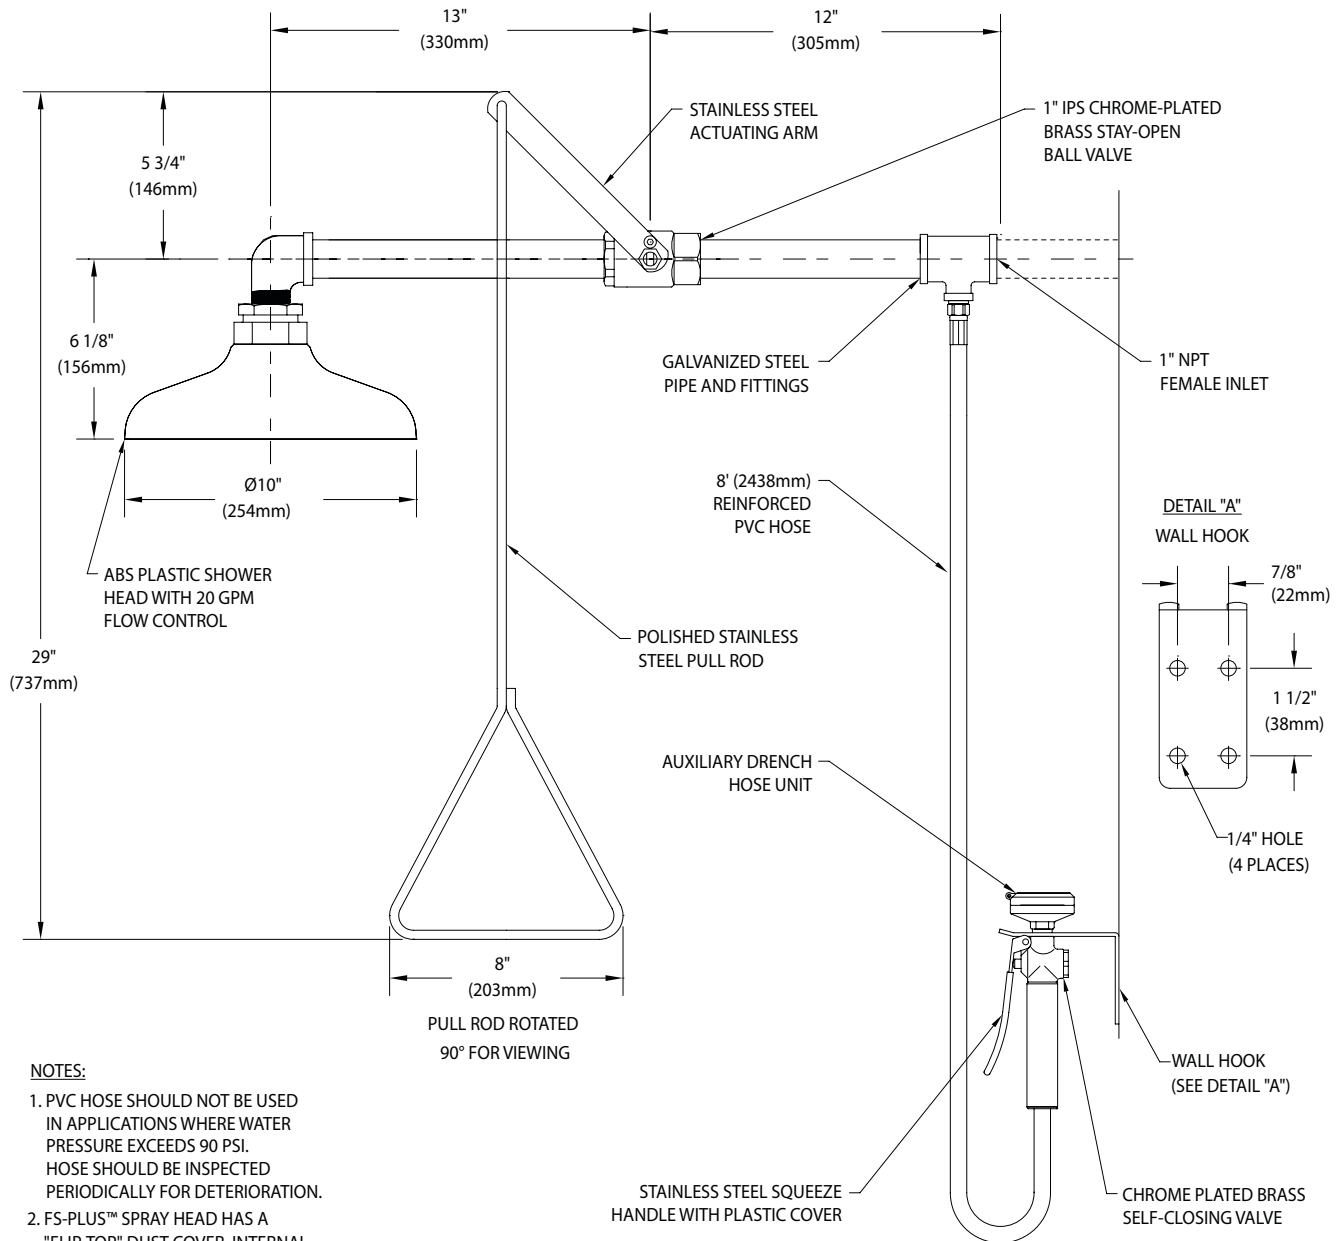 13"
(330mm)
12"
(305mm)
STAINLESS STEEL
ACTUATING ARM
1" IPS CHROME-PLATED
BRASS STAY-OPEN
BALL VALVE
5 3/4"
(146mm)
6 1/8"
(156mm)
GALVANIZED STEEL
PIPE AND FITTINGS
1" NPT
FEMALE INLET
Ø10"
(254mm)
8' (2438mm)
REINFORCED
PVC HOSE
DETAIL "A"
WALL HOOK
7/8"
(22mm)
ABS PLASTIC SHOWER
HEAD WITH 20 GPM
FLOW CONTROL
POLISHED STAINLESS
STEEL PULL ROD
29"
(737mm)
1 1/2"
(38mm)
AUXILIARY DRENCH
HOSE UNIT
1/4" HOLE
(4 PLACES)
8"
(203mm)
PULL ROD ROTATED
90° FOR VIEWING
WALL HOOK
(SEE DETAIL "A")
NOTES:
1. PVC HOSE SHOULD NOT BE USED
IN APPLICATIONS WHERE WATER
PRESSURE EXCEEDS 90 PSI.
HOSE SHOULD BE INSPECTED
PERIODICALLY FOR DETERIORATION.
2. FS-PLUS™ SPRAY HEAD HAS A
"FLIP TOP" DUST COVER, INTERNAL
STAINLESS STEEL SQUEEZE
HANDLE WITH PLASTIC COVER
CHROME PLATED BRASS
SELF-CLOSING VALVE